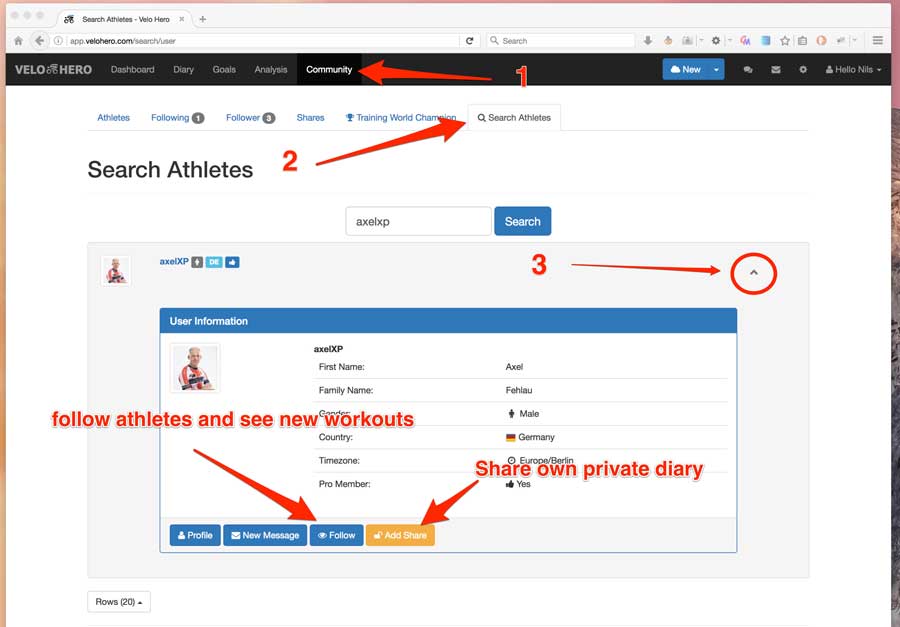 Search Athletes - Velo Hero
app.velohero.com/search/user
Search
VELO HERO Dashboard Diary Goals Analysis Community New Hello Nils
1
Athletes Following 1 Follower 3 Shares Training World Champion Search Athletes
2
Search Athletes
axelxp Search
3
axelXP DE
User Information
axelXP
First Name: Axel
Family Name: Fehlau
Gender: Male
follow athletes and see new workouts
Country: Germany
Timezone: Europe/Berlin
Share own private diary
Pro Member: Yes
Profile New Message Follow Add Share
Rows (20)